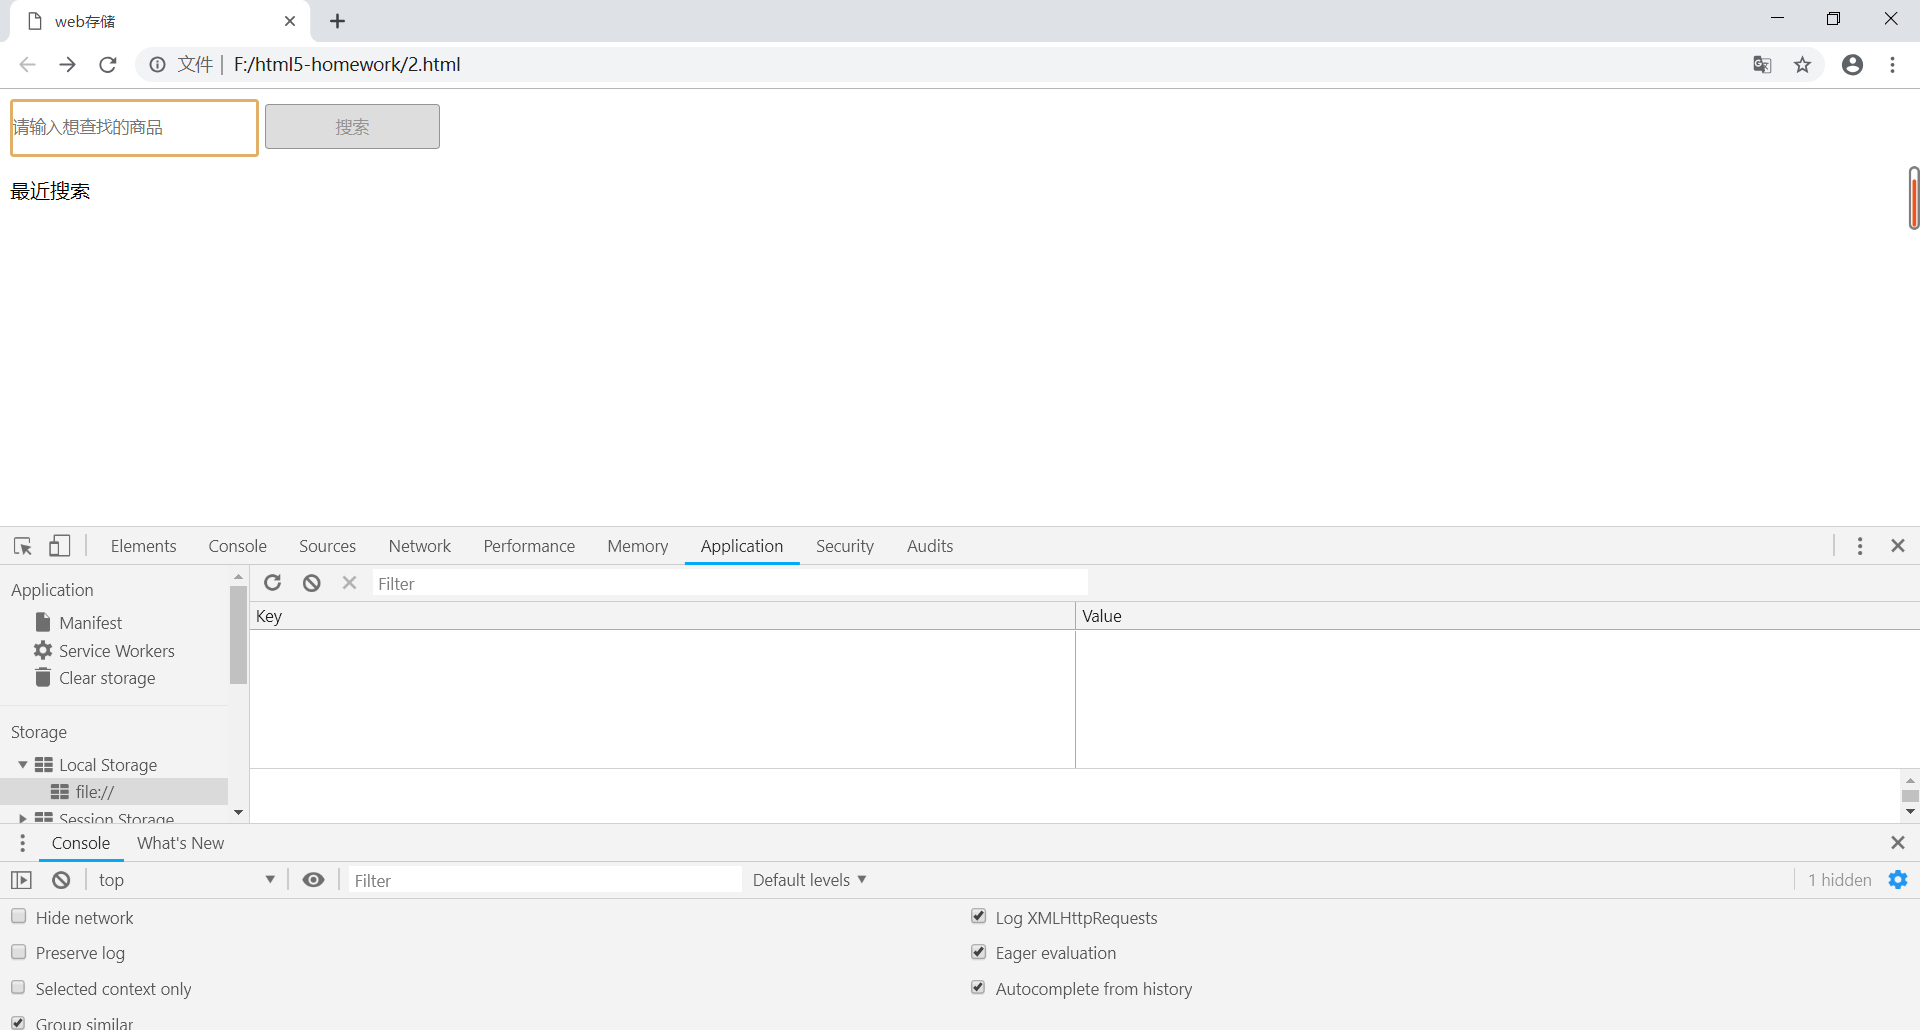 web存储
文件 | F:/html5-homework/2.html
请输入想查找的商品 搜索
最近搜索
Elements Console Sources Network Performance Memory Application Security Audits
Application
Filter
Key Value
Manifest
Service Workers
Clear storage
Storage
Local Storage
file://
Session Storage
Console What's New
top Filter Default levels 1 hidden
Hide network Log XMLHttpRequests
Preserve log Eager evaluation
Selected context only Autocomplete from history
Group similar